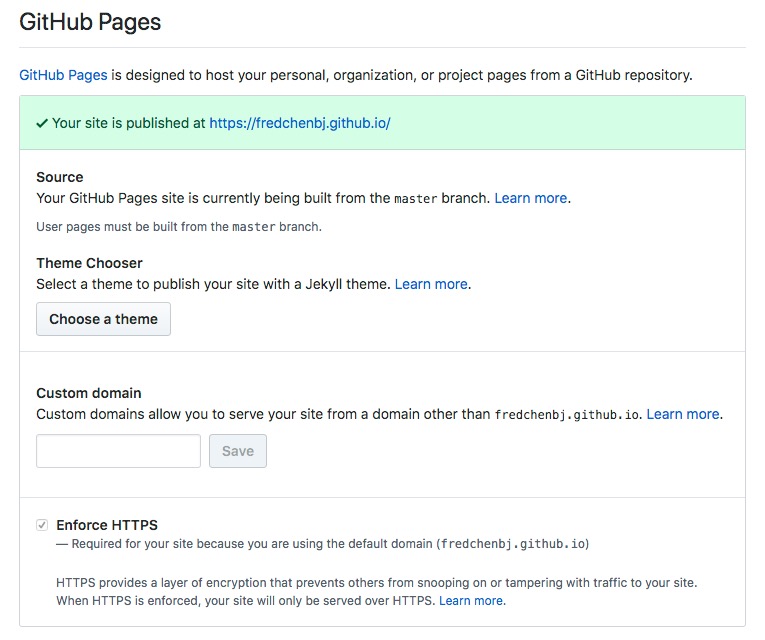 GitHub Pages
GitHub Pages is designed to host your personal, organization, or project pages from a GitHub repository.
Your site is published at https://fredchenbj.github.io/
Source
Your GitHub Pages site is currently being built from the master branch. Learn more.
User pages must be built from the master branch.
Theme Chooser
Select a theme to publish your site with a Jekyll theme. Learn more.
Choose a theme
Custom domain
Custom domains allow you to serve your site from a domain other than fredchenbj.github.io. Learn more.
Save
Enforce HTTPS
— Required for your site because you are using the default domain (fredchenbj.github.io)
HTTPS provides a layer of encryption that prevents others from snooping on or tampering with traffic to your site.
When HTTPS is enforced, your site will only be served over HTTPS. Learn more.